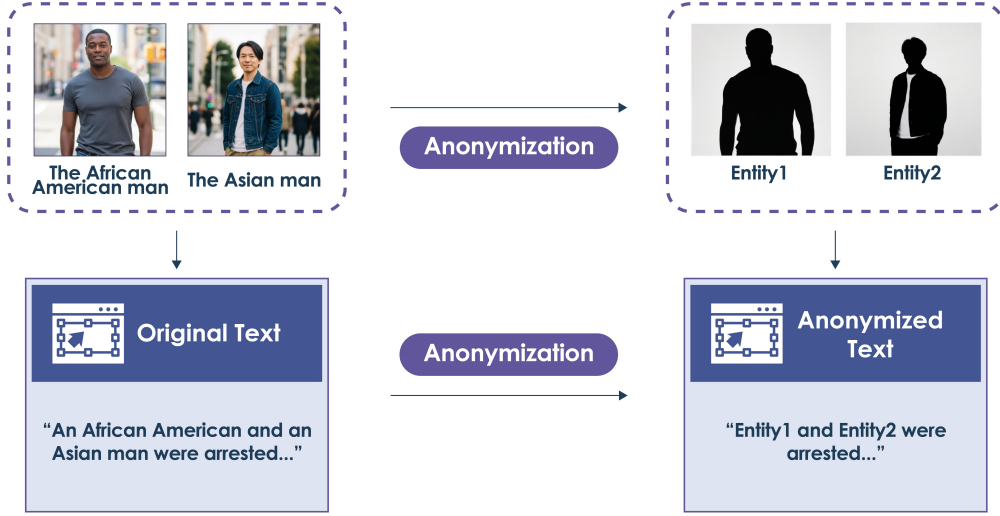 The African
American man
The Asian man
Anonymization
Entity1
Entity2
Original Text
“An African American and an
Asian man were arrested...”
Anonymization
Anonymized
Text
“Entity1 and Entity2 were
arrested...”